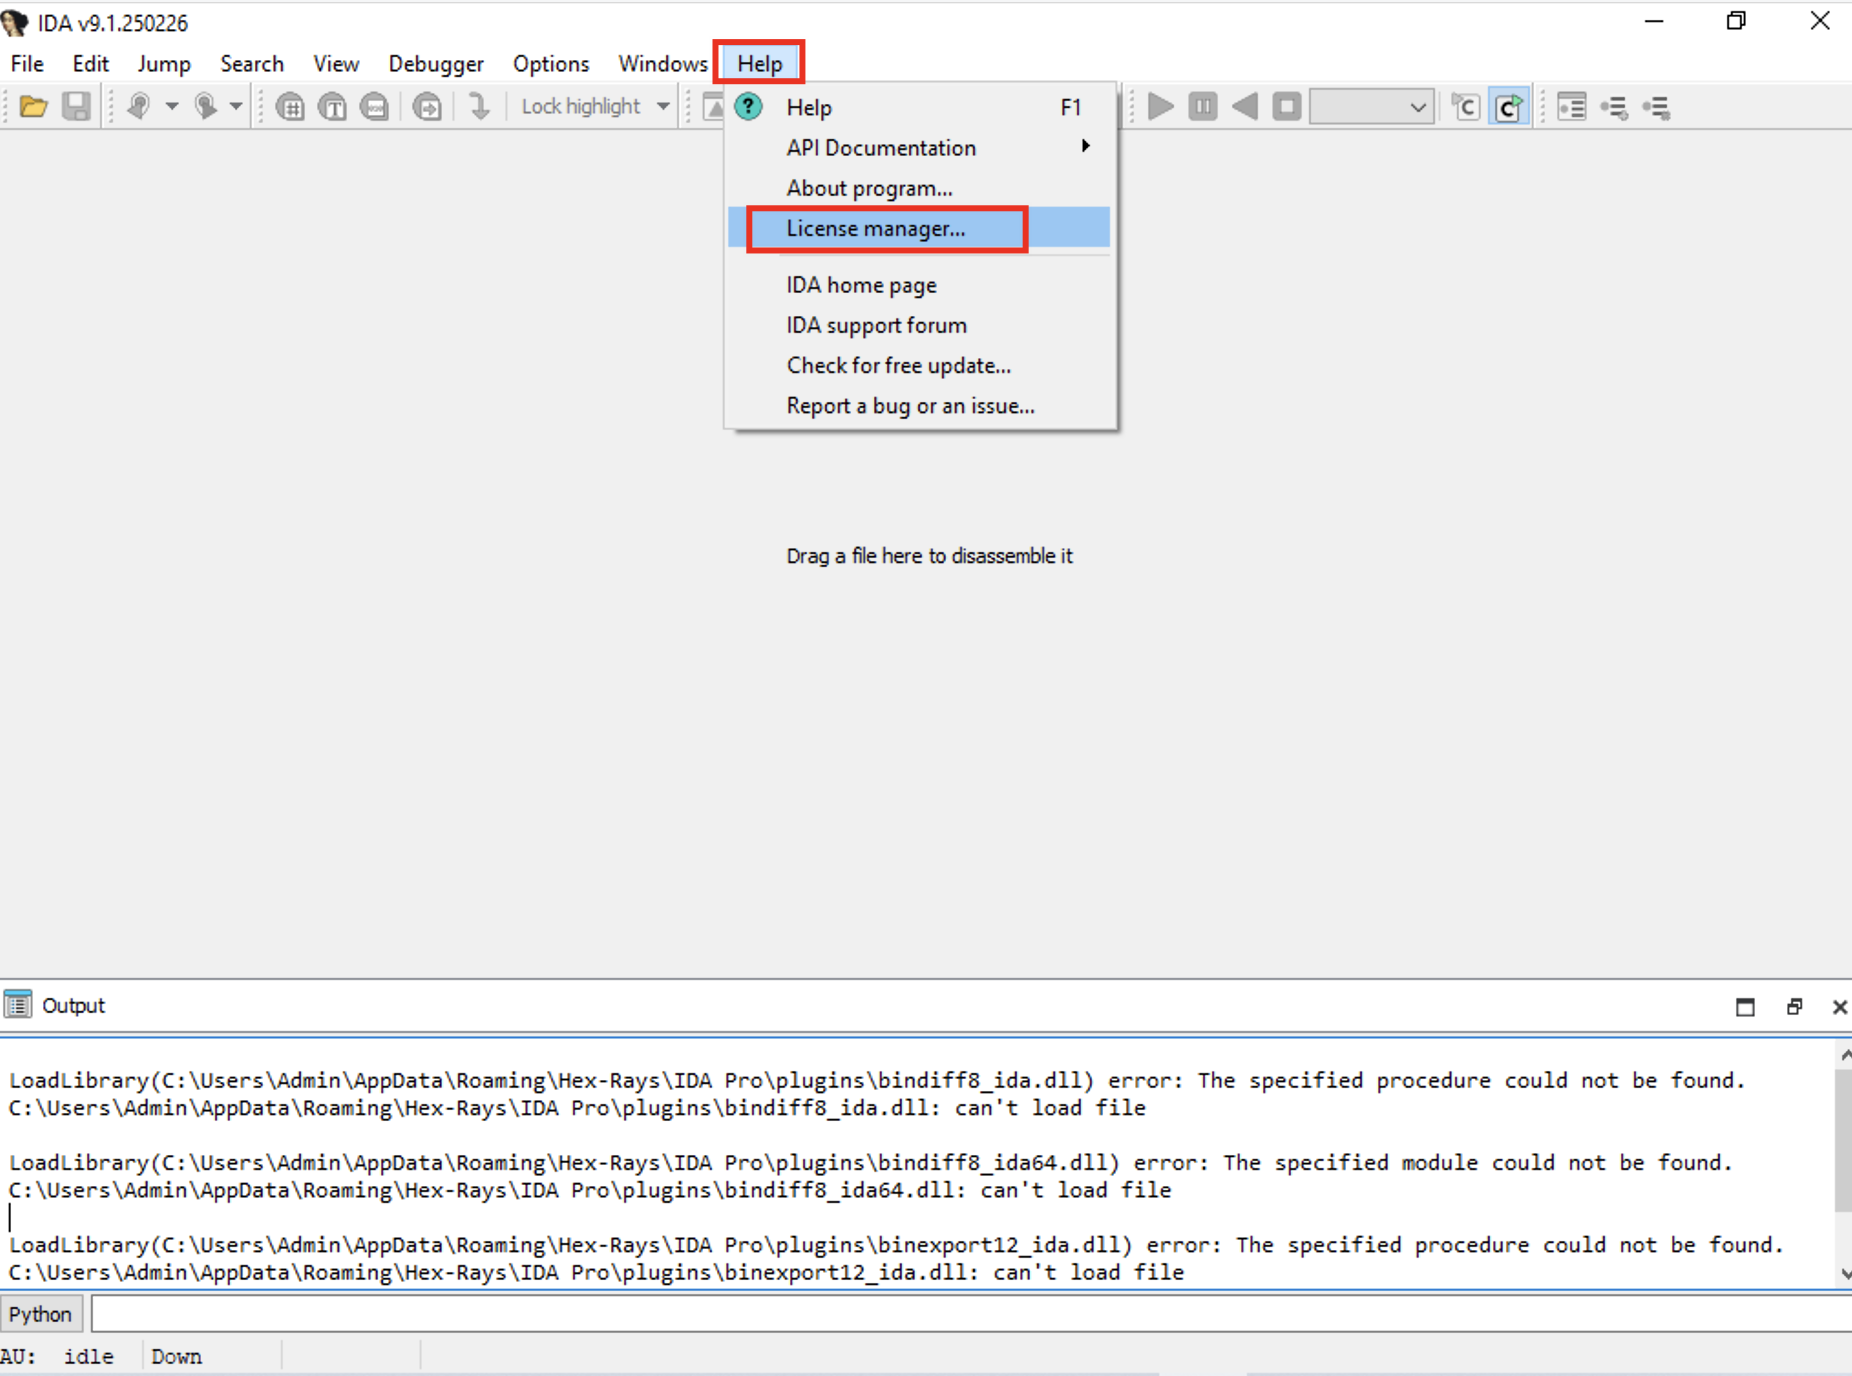 IDA v9.1.250226
File Edit Jump Search View Debugger Options Windows Help
Lock highlight
Help F1
API Documentation
About program...
License manager...
IDA home page
IDA support forum
Check for free update...
Report a bug or an issue...
Drag a file here to disassemble it
Output
LoadLibrary(C:\Users\Admin\AppData\Roaming\Hex-Rays\IDA Pro\plugins\bindiff8_ida.dll) error: The specified procedure could not be found.
C:\Users\Admin\AppData\Roaming\Hex-Rays\IDA Pro\plugins\bindiff8_ida.dll: can't load file
LoadLibrary(C:\Users\Admin\AppData\Roaming\Hex-Rays\IDA Pro\plugins\bindiff8_ida64.dll) error: The specified module could not be found.
C:\Users\Admin\AppData\Roaming\Hex-Rays\IDA Pro\plugins\bindiff8_ida64.dll: can't load file
LoadLibrary(C:\Users\Admin\AppData\Roaming\Hex-Rays\IDA Pro\plugins\binexport12_ida.dll) error: The specified procedure could not be found.
C:\Users\Admin\AppData\Roaming\Hex-Rays\IDA Pro\plugins\binexport12_ida.dll: can't load file
Python
AU: idle Down